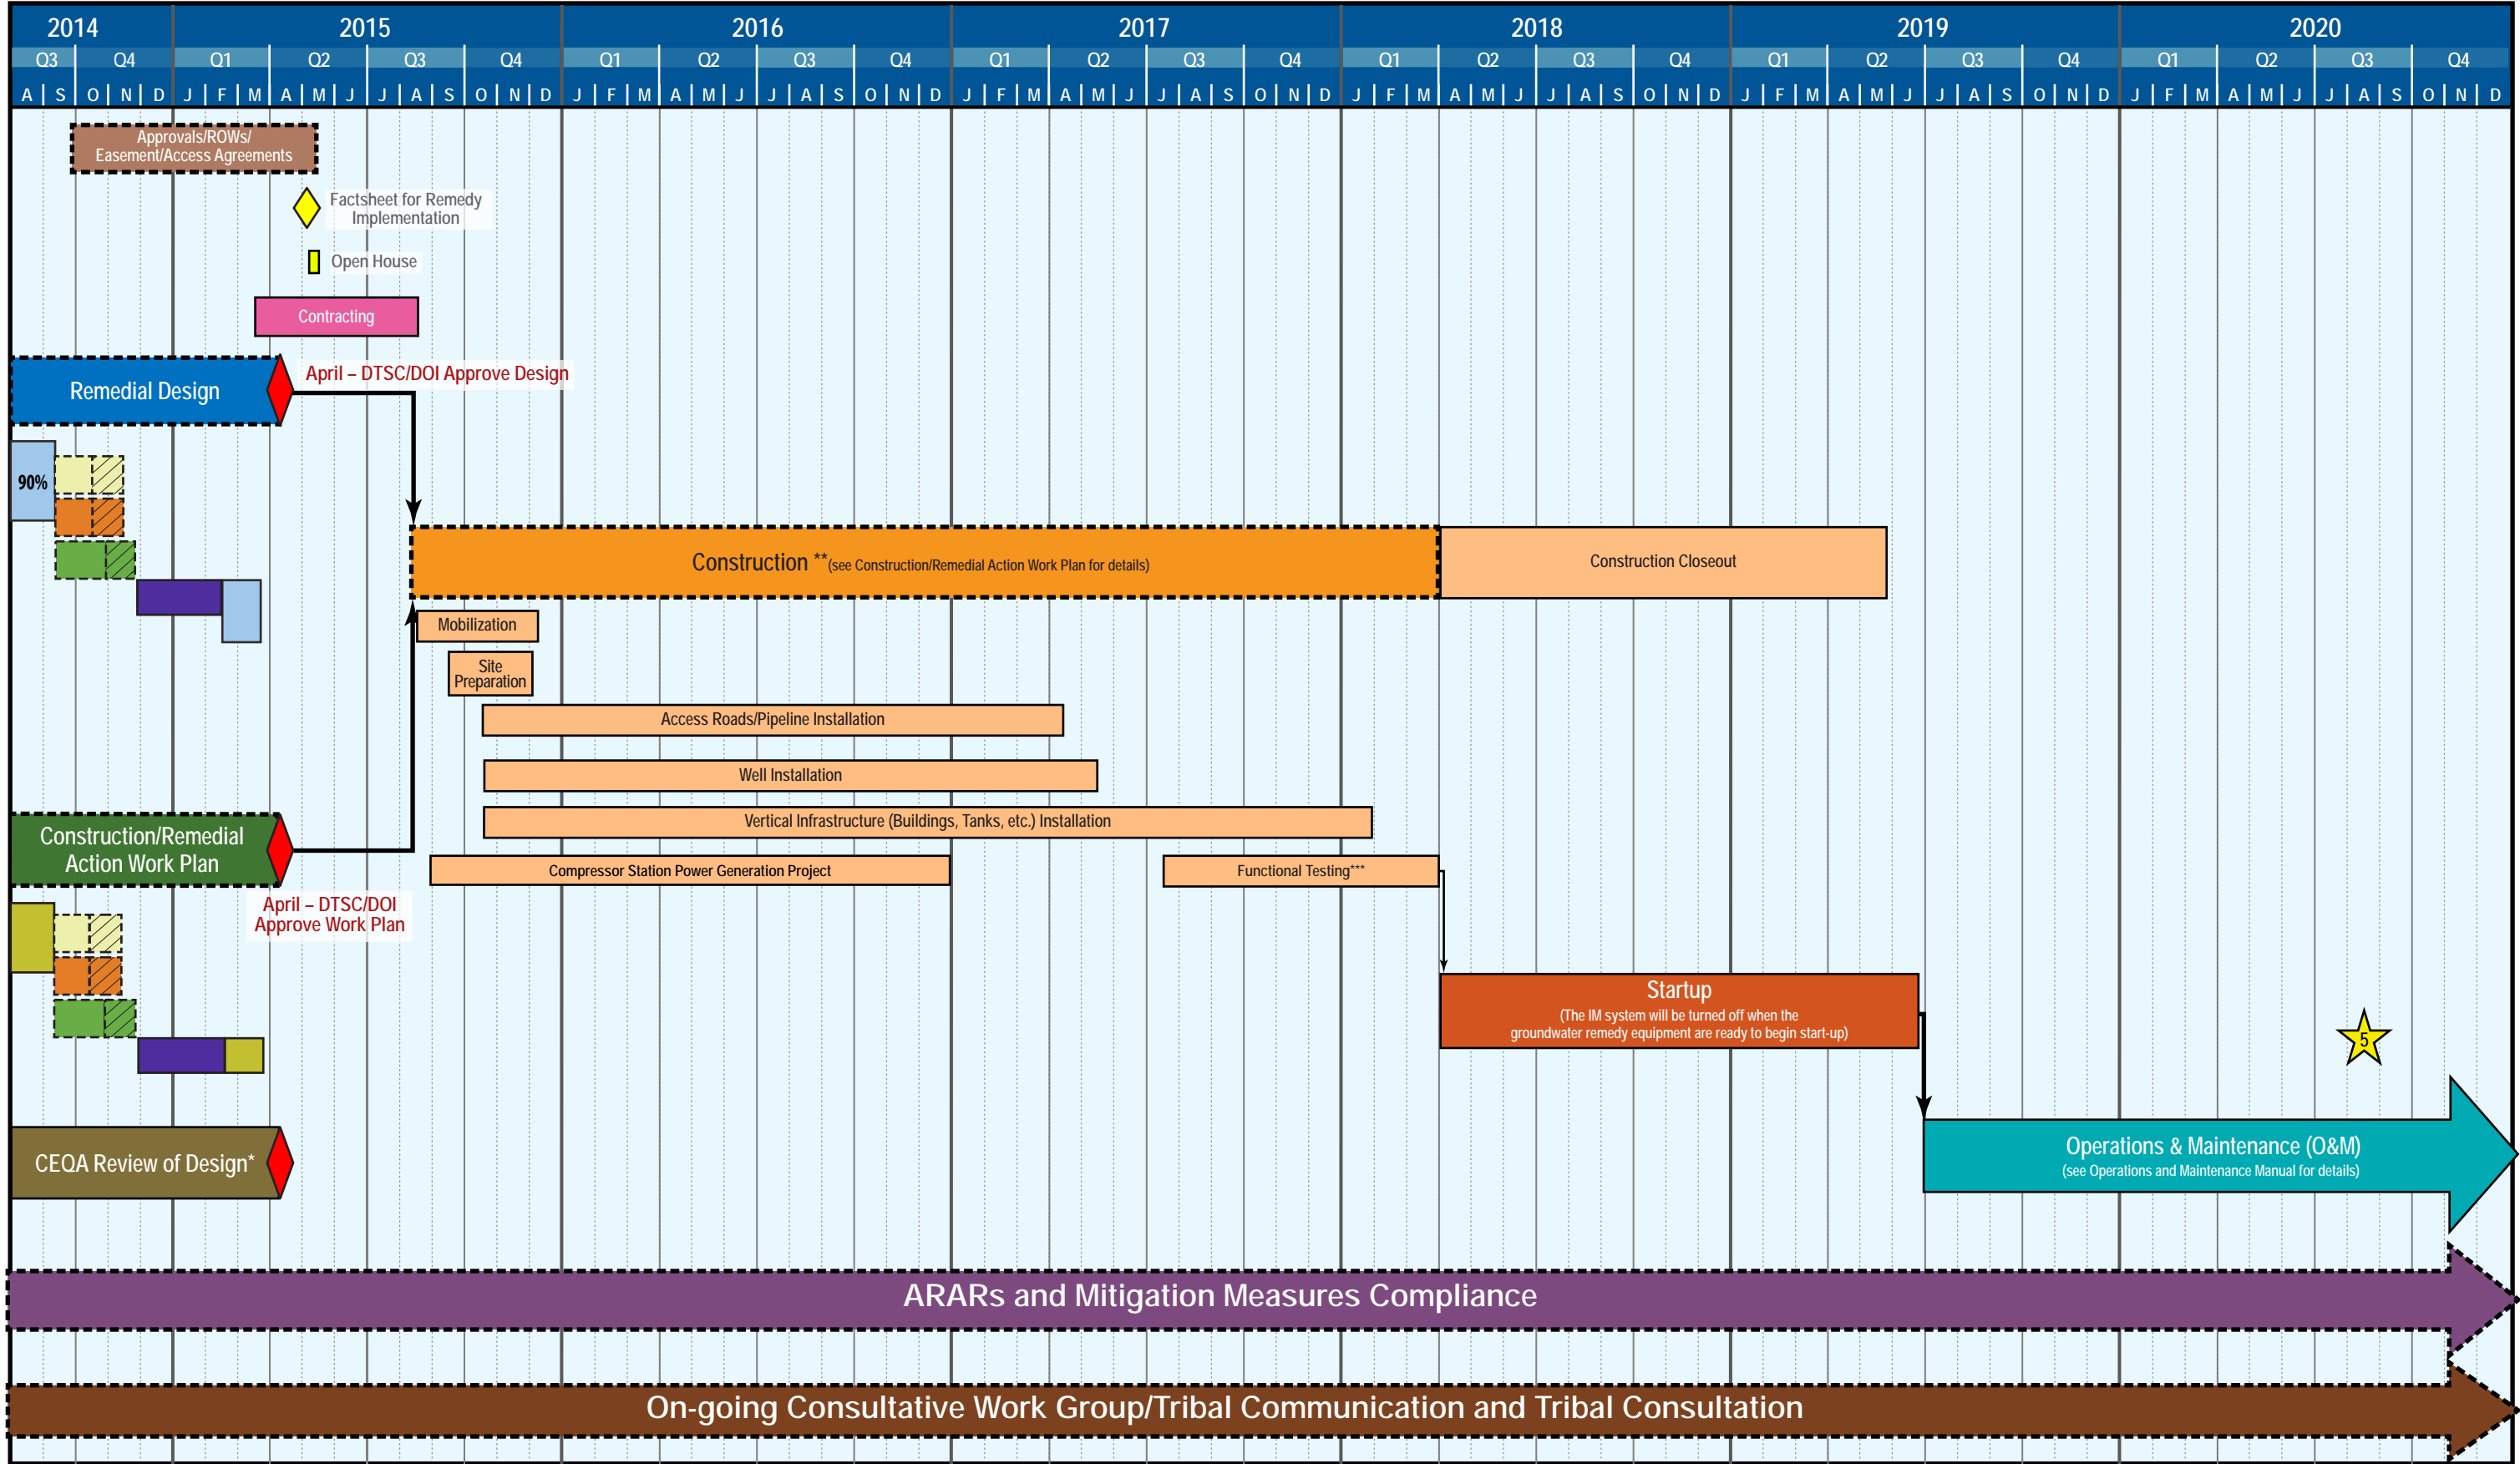 2014 2015 2016 2017 2018 2019 2020
Q3 Q4 Q1 Q2 Q3 Q4 Q1 Q2 Q3 Q4 Q1 Q2 Q3 Q4 Q1 Q2 Q3 Q4 Q1 Q2 Q3 Q4 Q1 Q2 Q3 Q4
A S O N D J F M A M J J A S O N D J F M A M J J A S O N D J F M A M J J A S O N D J F M A M J J A S O N D J F M A M J J A S O N D J F M A M J J A S O N D
Approvals/ROWs/
Easement/Access Agreements
Factsheet for Remedy
Implementation
Open House
Contracting
April – DTSC/DOI Approve Design
Remedial Design
90%
Construction **(see Construction/Remedial Action Work Plan for details)
Construction Closeout
Mobilization
Site
Preparation
Access Roads/Pipeline Installation
Well Installation
Vertical Infrastructure (Buildings, Tanks, etc.) Installation
Construction/Remedial
Action Work Plan
Compressor Station Power Generation Project
Functional Testing***
April – DTSC/DOI
Approve Work Plan
Startup
(The IM system will be turned off when the
groundwater remedy equipment are ready to begin start-up)
5
CEQA Review of Design*
Operations & Maintenance (O&M)
(see Operations and Maintenance Manual for details)
ARARs and Mitigation Measures Compliance
On-going Consultative Work Group/Tribal Communication and Tribal Consultation